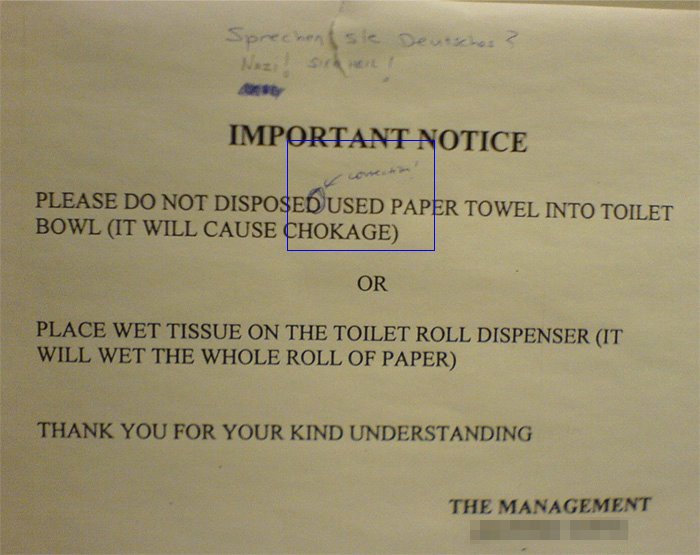 Sprechen Sie Deutsches?
Nazi! SIEG HEIL!
IMPORTANT NOTICE
correction!
PLEASE DO NOT DISPOSED USED PAPER TOWEL INTO TOILET
BOWL (IT WILL CAUSE CHOKAGE)
OR
PLACE WET TISSUE ON THE TOILET ROLL DISPENSER (IT
WILL WET THE WHOLE ROLL OF PAPER)
THANK YOU FOR YOUR KIND UNDERSTANDING
THE MANAGEMENT